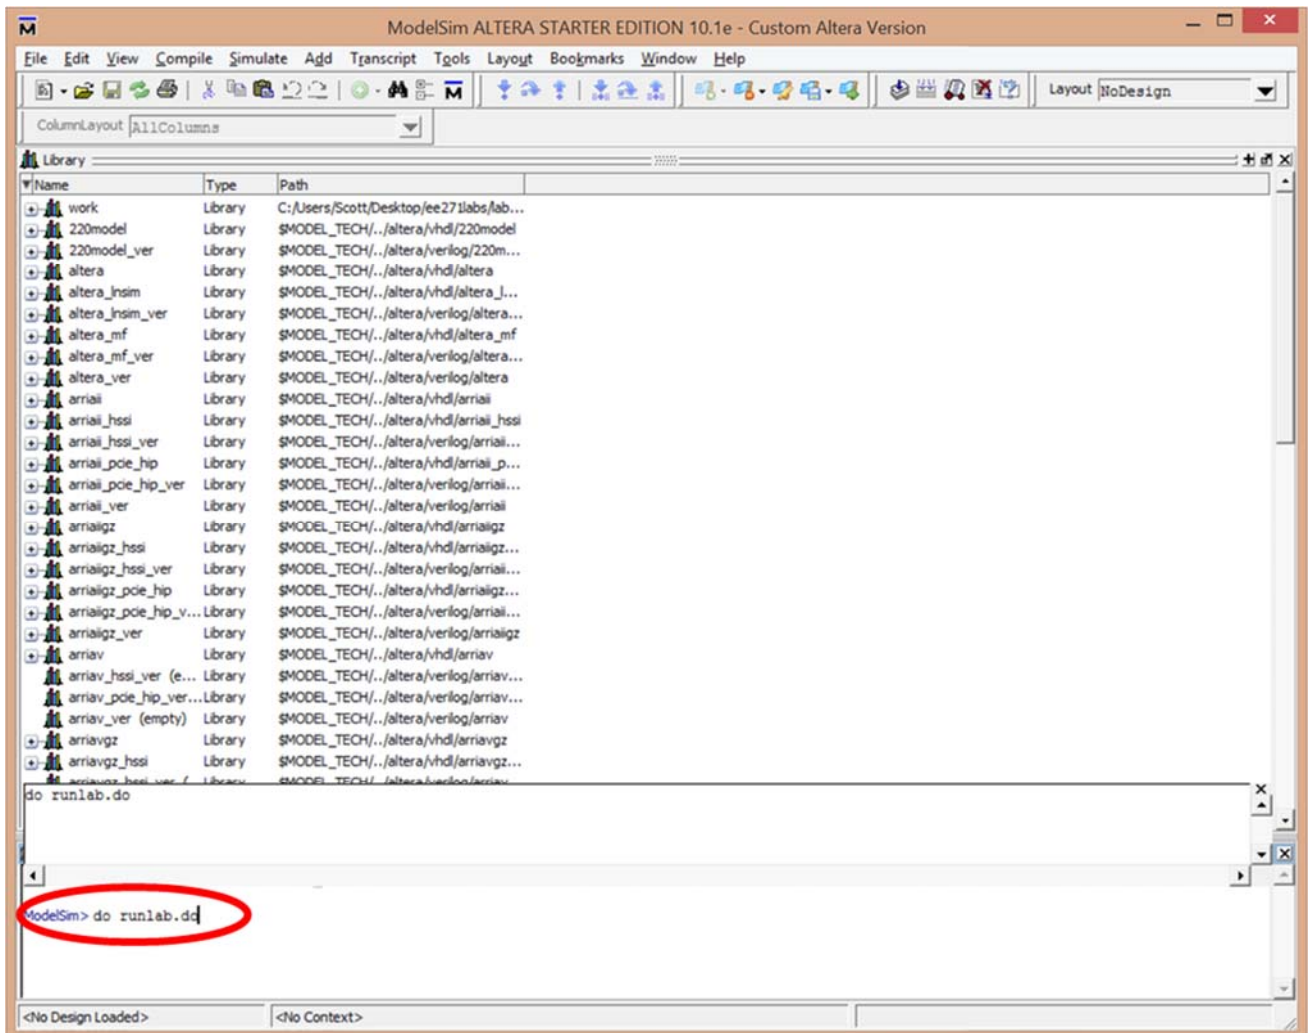 ModelSim ALTERA STARTER EDITION 10.1e - Custom Altera Version
File Edit View Compile Simulate Add Transcript Tools Layout Bookmarks Window Help
Layout NoDesign
ColumnLayout AllColumns
Library
Name Type Path
work Library C:/Users/Scott/Desktop/ee271labs/lab...
220model Library $MODEL_TECH/../altera/vhdl/220model
220model_ver Library $MODEL_TECH/../altera/verilog/220m...
altera Library $MODEL_TECH/../altera/vhdl/altera
altera_lnsim Library $MODEL_TECH/../altera/vhdl/altera_l...
altera_lnsim_ver Library $MODEL_TECH/../altera/verilog/altera...
altera_mf Library $MODEL_TECH/../altera/vhdl/altera_mf
altera_mf_ver Library $MODEL_TECH/../altera/verilog/altera...
altera_ver Library $MODEL_TECH/../altera/verilog/altera
arriaii Library $MODEL_TECH/../altera/vhdl/arriaii
arriaii_hssi Library $MODEL_TECH/../altera/vhdl/arriaii_hssi
arriaii_hssi_ver Library $MODEL_TECH/../altera/verilog/arriaii...
arriaii_pcie_hip Library $MODEL_TECH/../altera/vhdl/arriaii_p...
arriaii_pcie_hip_ver Library $MODEL_TECH/../altera/verilog/arriaii...
arriaii_ver Library $MODEL_TECH/../altera/verilog/arriaii
arriaiigz Library $MODEL_TECH/../altera/vhdl/arriaiigz
arriaiigz_hssi Library $MODEL_TECH/../altera/vhdl/arriaiigz...
arriaiigz_hssi_ver Library $MODEL_TECH/../altera/verilog/arriaii...
arriaiigz_pcie_hip Library $MODEL_TECH/../altera/vhdl/arriaiigz...
arriaiigz_pcie_hip_v... Library $MODEL_TECH/../altera/verilog/arriaii...
arriaiigz_ver Library $MODEL_TECH/../altera/verilog/arriaiigz
arriav Library $MODEL_TECH/../altera/vhdl/arriav
arriav_hssi_ver (e... Library $MODEL_TECH/../altera/verilog/arriav...
arriav_pcie_hip_ver... Library $MODEL_TECH/../altera/verilog/arriav...
arriav_ver (empty) Library $MODEL_TECH/../altera/verilog/arriav
arriavgz Library $MODEL_TECH/../altera/vhdl/arriavgz
arriavgz_hssi Library $MODEL_TECH/../altera/vhdl/arriavgz...
arriavgz_hssi_ver ( Library $MODEL_TECH/../altera/verilog/arriav
do runlab.do
ModelSim> do runlab.do
<No Design Loaded> <No Context>